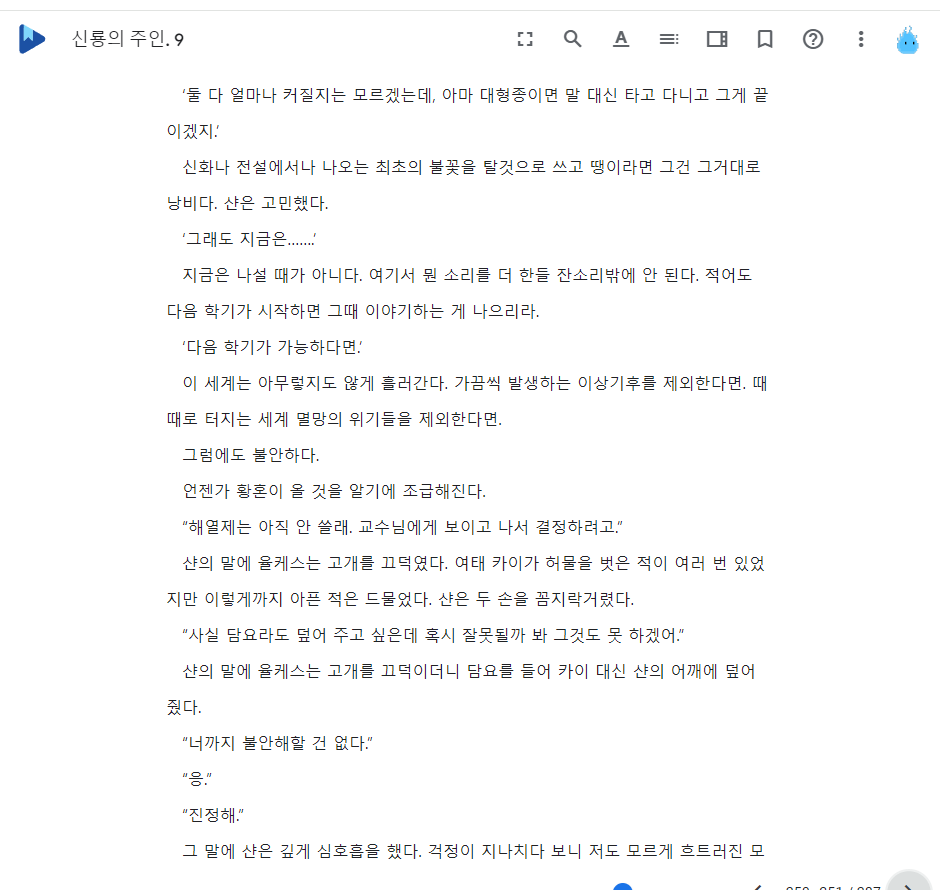 신룡의 주인. 9
'둘 다 얼마나 커질지는 모르겠는데, 아마 대형종이면 말 대신 타고 다니고 그게 끝
이겠지.'
신화나 전설에서나 나오는 최초의 불꽃을 탈것으로 쓰고 땡이라면 그건 그거대로
낭비다. 샨은 고민했다.
'그래도 지금은…….'
지금은 나설 때가 아니다. 여기서 뭔 소리를 더 한들 잔소리밖에 안 된다. 적어도
다음 학기가 시작하면 그때 이야기하는 게 나으리라.
'다음 학기가 가능하다면.'
이 세계는 아무렇지도 않게 흘러간다. 가끔씩 발생하는 이상기후를 제외한다면. 때
때로 터지는 세계 멸망의 위기들을 제외한다면.
그럼에도 불안하다.
언젠가 황혼이 올 것을 알기에 조급해진다.
"해열제는 아직 안 쓸래. 교수님에게 보이고 나서 결정하려고."
샨의 말에 율케스는 고개를 끄덕였다. 여태 카이가 허물을 벗은 적이 여러 번 있었
지만 이렇게까지 아픈 적은 드물었다. 샨은 두 손을 꼼지락거렸다.
"사실 담요라도 덮어 주고 싶은데 혹시 잘못될까 봐 그것도 못 하겠어."
샨의 말에 율케스는 고개를 끄덕이더니 담요를 들어 카이 대신 샨의 어깨에 덮어
줬다.
"너까지 불안해할 건 없다."
"응."
"진정해."
그 말에 샨은 깊게 심호흡을 했다. 걱정이 지나치다 보니 저도 모르게 흐트러진 모